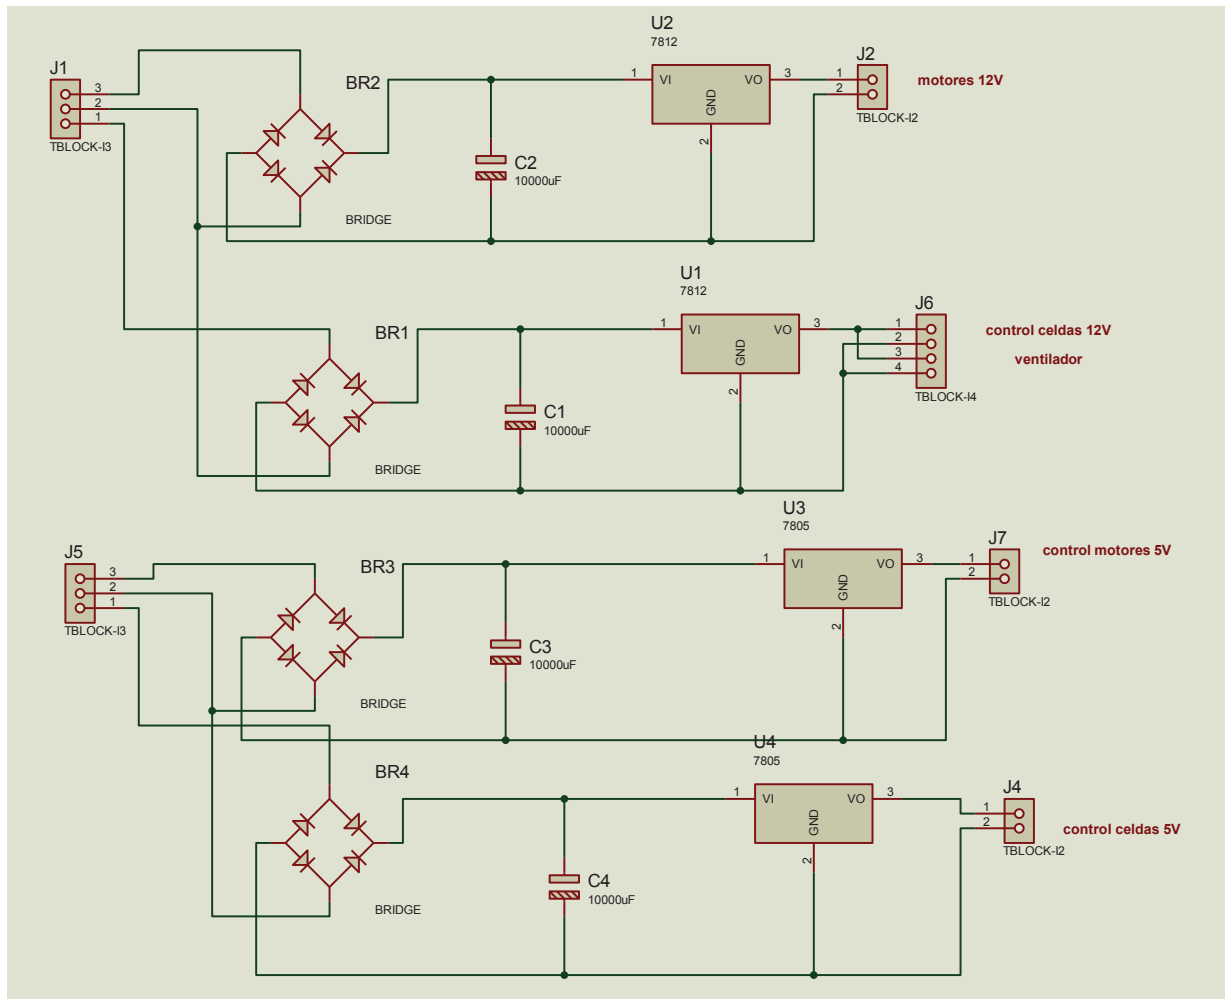 U2
7812
J1
3
2
1
TBLOCK-I3
BR2
BRIDGE
1
VI
VO
3
GND
2
J2
1
2
TBLOCK-I2
motores 12V
C2
10000uF
U1
7812
BR1
BRIDGE
1
VI
VO
3
GND
2
J6
1
2
3
4
TBLOCK-I4
control celdas 12V
ventilador
C1
10000uF
U3
7805
J5
3
2
1
TBLOCK-I3
BR3
BRIDGE
1
VI
VO
3
GND
2
J7
1
2
TBLOCK-I2
control motores 5V
C3
10000uF
U4
7805
BR4
BRIDGE
1
VI
VO
3
GND
2
J4
1
2
TBLOCK-I2
control celdas 5V
C4
10000uF